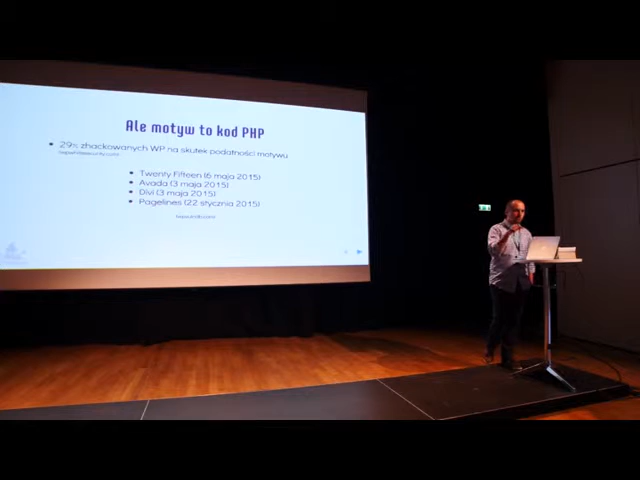 Ale motyw to kod PHP
• 29% zhackowanych WP na skutek podatności motywu
• Twenty Fifteen (6 maja 2015)
• Avada (3 maja 2015)
• Divi (3 maja 2015)
• Pagelines (22 stycznia 2015)